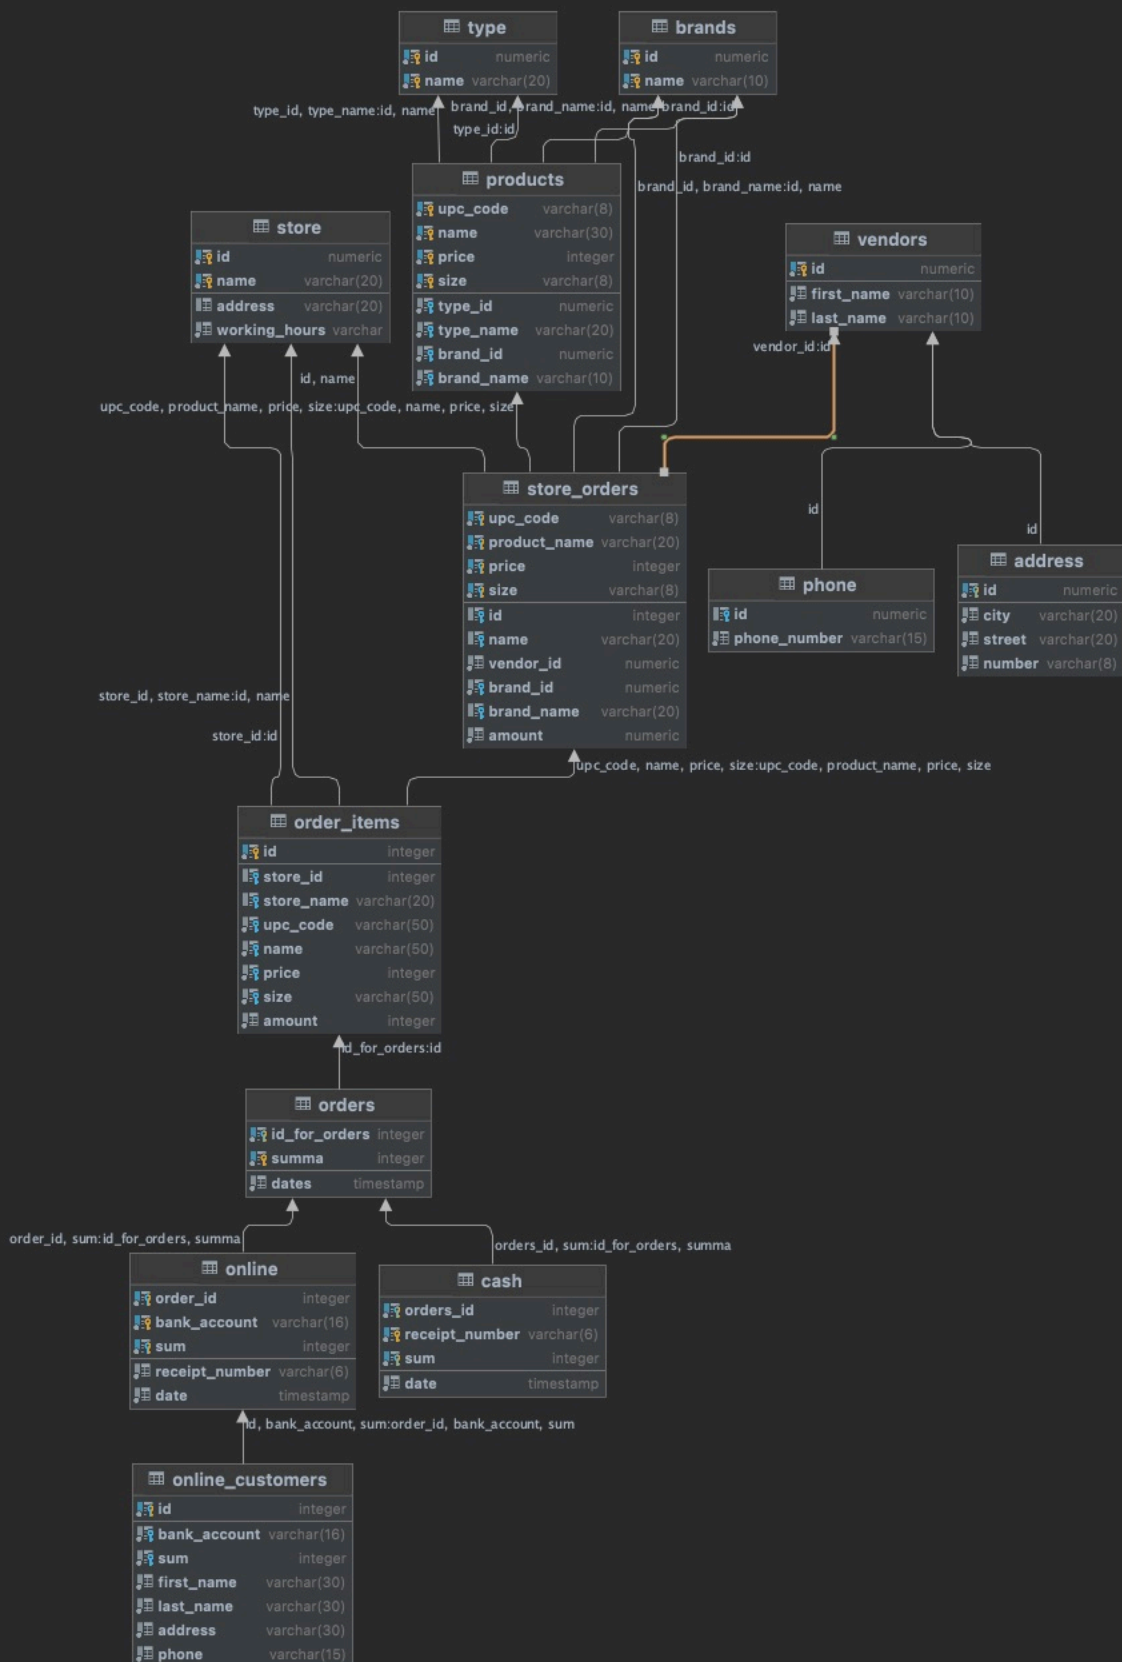 type
id numeric
name varchar(20)
brands
id numeric
name varchar(10)
type_id, type_name:id, name
brand_id, brand_name:id, name
brand_id:id
type_id:id
brand_id:id
brand_id, brand_name:id, name
products
upc_code varchar(8)
name varchar(30)
price integer
size varchar(8)
type_id numeric
type_name varchar(20)
brand_id numeric
brand_name varchar(10)
store
id numeric
name varchar(20)
address varchar(20)
working_hours varchar
vendors
id numeric
first_name varchar(10)
last_name varchar(10)
vendor_id:id
id, name
upc_code, product_name, price, size:upc_code, name, price, size
store_orders
upc_code varchar(8)
product_name varchar(20)
price integer
size varchar(8)
id integer
name varchar(20)
vendor_id numeric
brand_id numeric
brand_name varchar(20)
amount numeric
id
id
phone
id numeric
phone_number varchar(15)
address
id numeric
city varchar(20)
street varchar(20)
number varchar(8)
store_id, store_name:id, name
store_id:id
upc_code, name, price, size:upc_code, product_name, price, size
order_items
id integer
store_id integer
store_name varchar(20)
upc_code varchar(50)
name varchar(50)
price integer
size varchar(50)
amount integer
id_for_orders:id
orders
id_for_orders integer
summa integer
dates timestamp
order_id, sum:id_for_orders, summa
orders_id, sum:id_for_orders, summa
online
order_id integer
bank_account varchar(16)
sum integer
receipt_number varchar(6)
date timestamp
cash
orders_id integer
receipt_number varchar(6)
sum integer
date timestamp
id, bank_account, sum:order_id, bank_account, sum
online_customers
id integer
bank_account varchar(16)
sum integer
first_name varchar(30)
last_name varchar(30)
address varchar(30)
phone varchar(15)